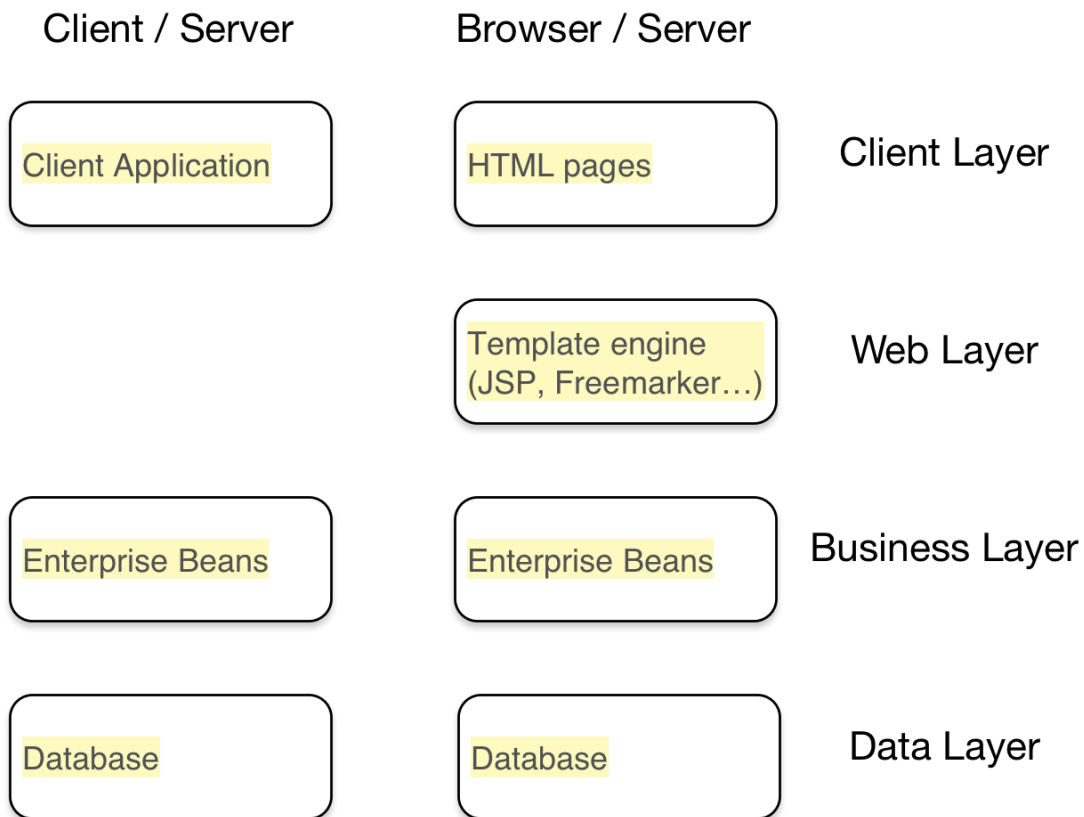 Client / Server
Browser / Server
Client Application
HTML pages
Client Layer
Template engine
(JSP, Freemarker…)
Web Layer
Enterprise Beans
Enterprise Beans
Business Layer
Database
Database
Data Layer